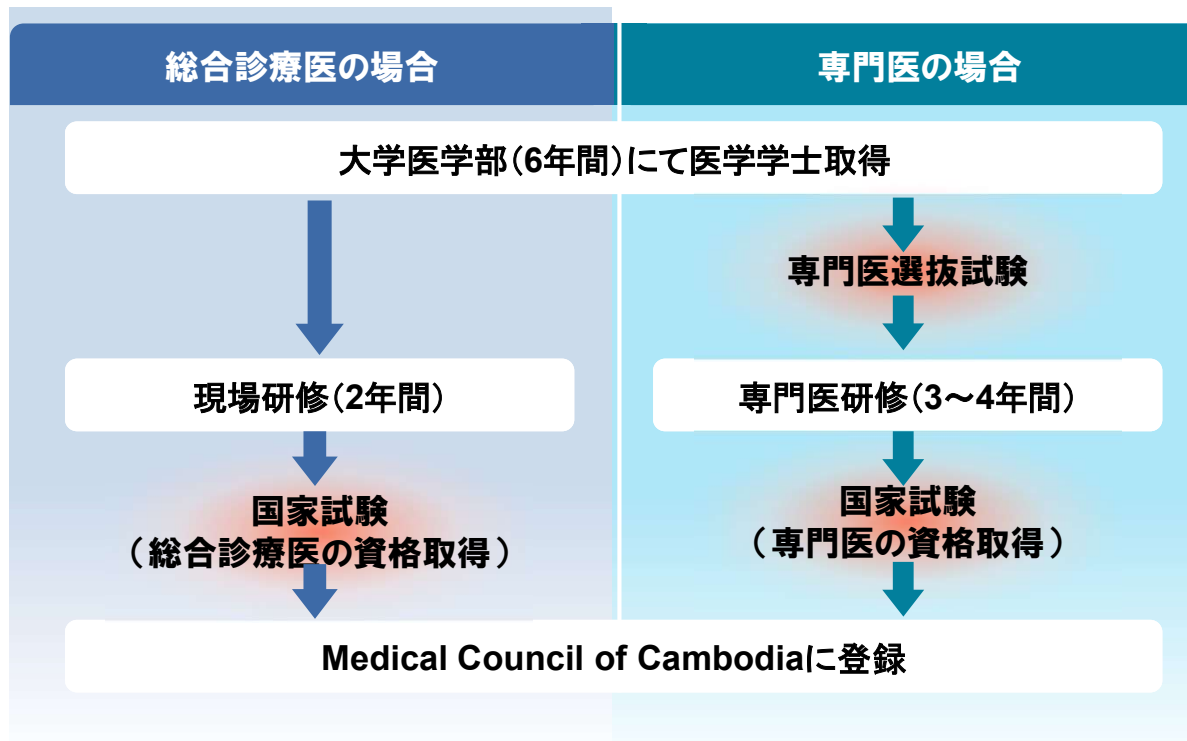 総合診療医の場合
専門医の場合
大学医学部（6年間）にて医学学士取得
専門医選抜試験
現場研修（2年間）
専門医研修（3～4年間）
国家試験
（総合診療医の資格取得）
国家試験
（専門医の資格取得）
Medical Council of Cambodiaに登録